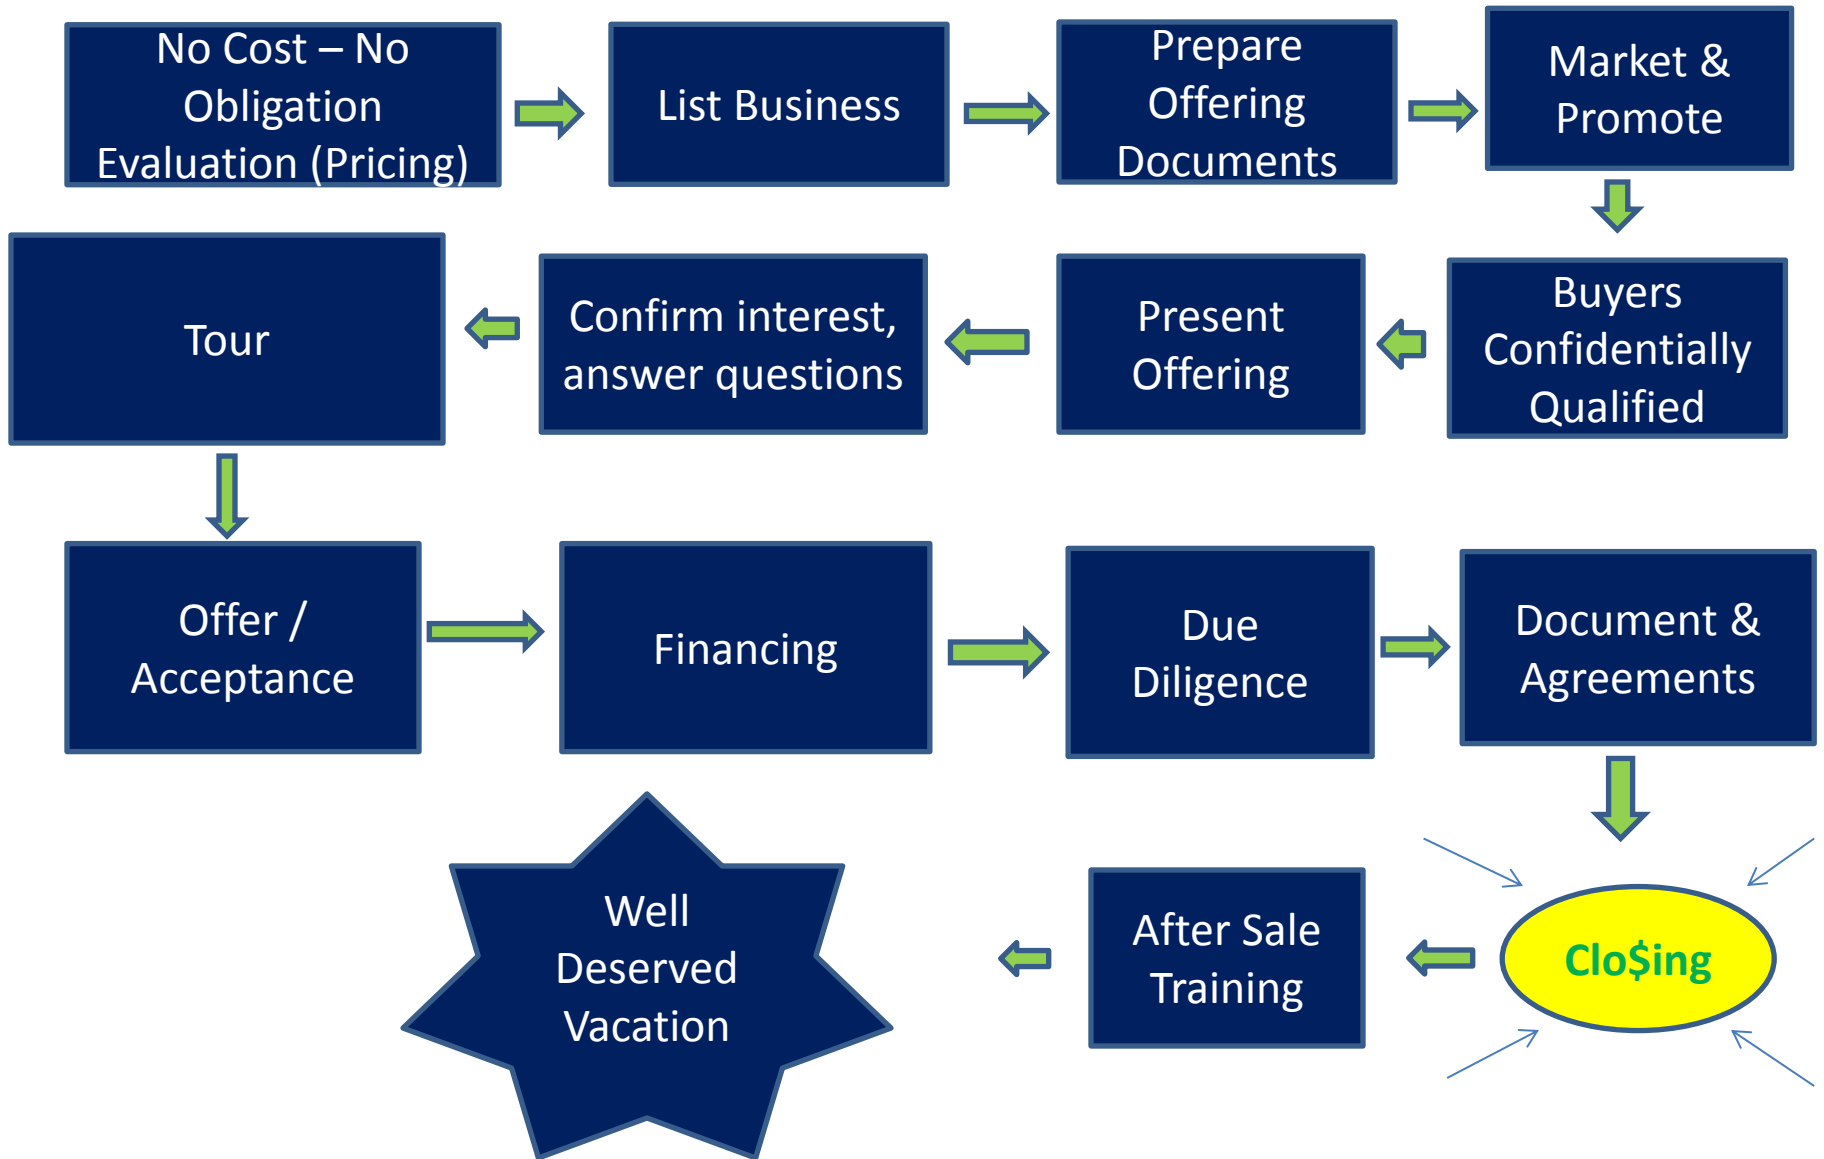 No Cost – No
Obligation
Evaluation (Pricing)
List Business
Prepare
Offering
Documents
Market &
Promote
Buyers
Confidentially
Qualified
Present
Offering
Confirm interest,
answer questions
Tour
Offer /
Acceptance
Financing
Due
Diligence
Document &
Agreements
Clo$ing
After Sale
Training
Well
Deserved
Vacation